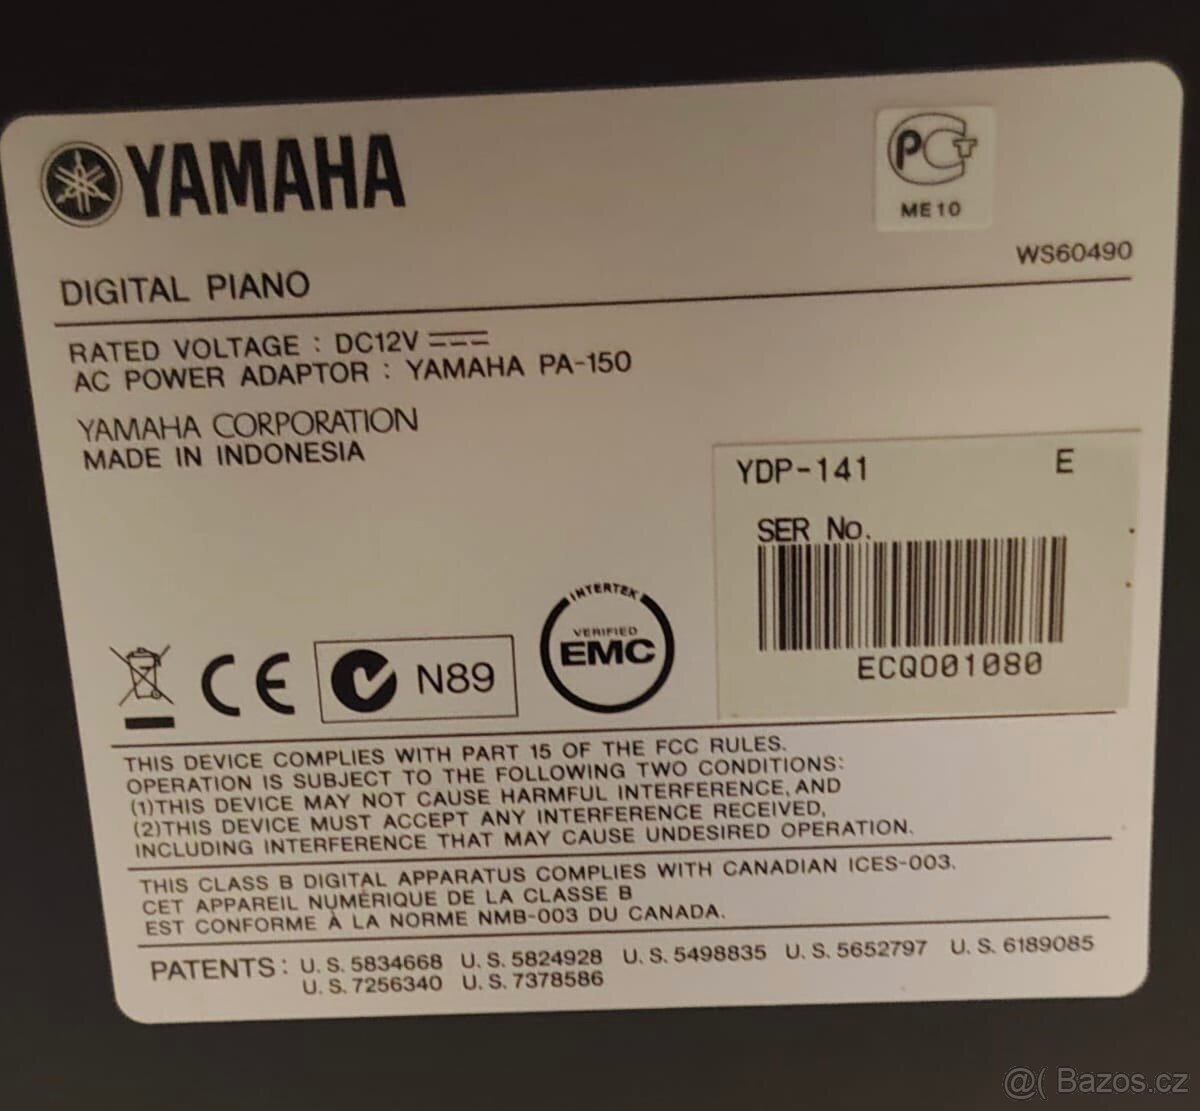 YAMAHA
PCT
ME10
WS60490
DIGITAL PIANO
RATED VOLTAGE : DC12V
AC POWER ADAPTOR : YAMAHA PA-150
YAMAHA CORPORATION
MADE IN INDONESIA
YDP-141 E
SER No.
ECQO01080
CE
N89
INTERTEK
VERIFIED
EMC
THIS DEVICE COMPLIES WITH PART 15 OF THE FCC RULES.
OPERATION IS SUBJECT TO THE FOLLOWING TWO CONDITIONS:
(1)THIS DEVICE MAY NOT CAUSE HARMFUL INTERFERENCE, AND
(2)THIS DEVICE MUST ACCEPT ANY INTERFERENCE RECEIVED,
INCLUDING INTERFERENCE THAT MAY CAUSE UNDESIRED OPERATION.
THIS CLASS B DIGITAL APPARATUS COMPLIES WITH CANADIAN ICES-003.
CET APPAREIL NUMÉRIQUE DE LA CLASSE B
EST CONFORME À LA NORME NMB-003 DU CANADA.
PATENTS : U. S. 5834668 U. S. 5824928 U. S. 5498835 U. S. 5652797 U. S. 6189085
U. S. 7256340 U. S. 7378586
@( Bazos.cz